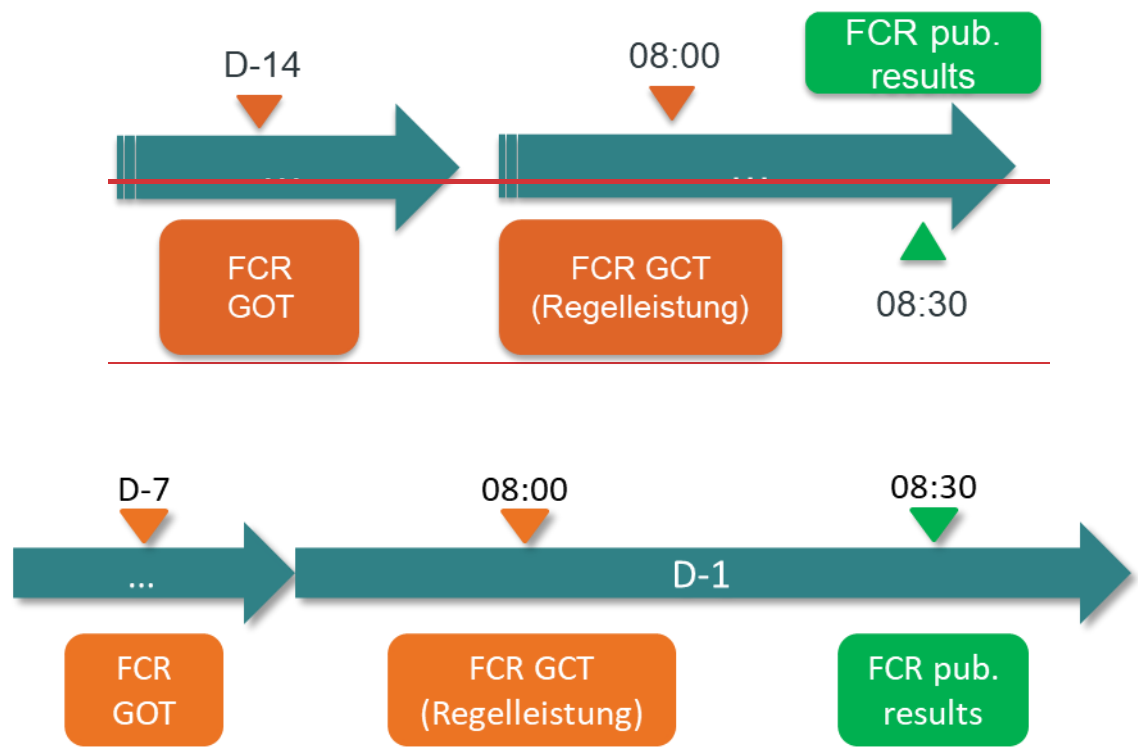 D-14
08:00
FCR pub.
results
...
...
FCR
GOT
FCR GCT
(Regelleistung)
08:30
D-7
08:00
08:30
...
D-1
FCR
GOT
FCR GCT
(Regelleistung)
FCR pub.
results